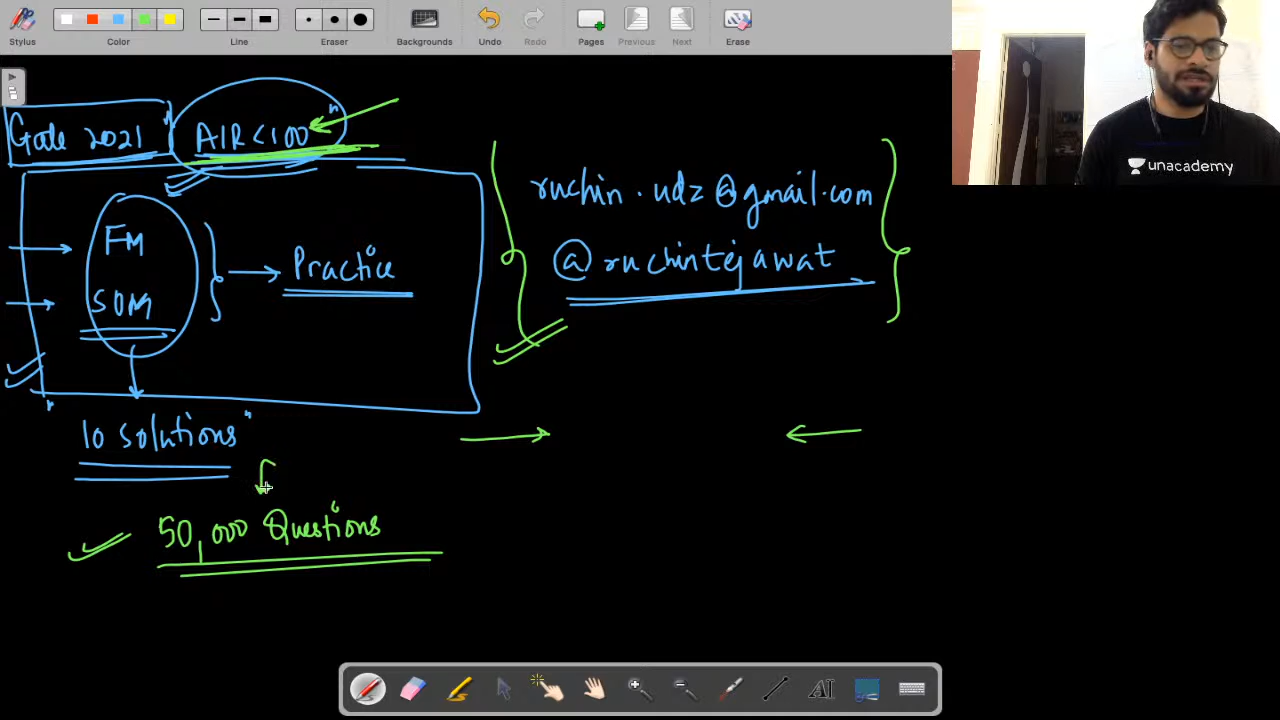 Stylus
Color
Line
Eraser
Backgrounds
Undo
Redo
Pages
Previous
Next
Erase
unacademy
Gate 2021 "AIR<100"
FM
SOM
Practice
10 Solutions"
50,000 Questions
ruchin.udz@gmail.com
@ruchintejawat
AI